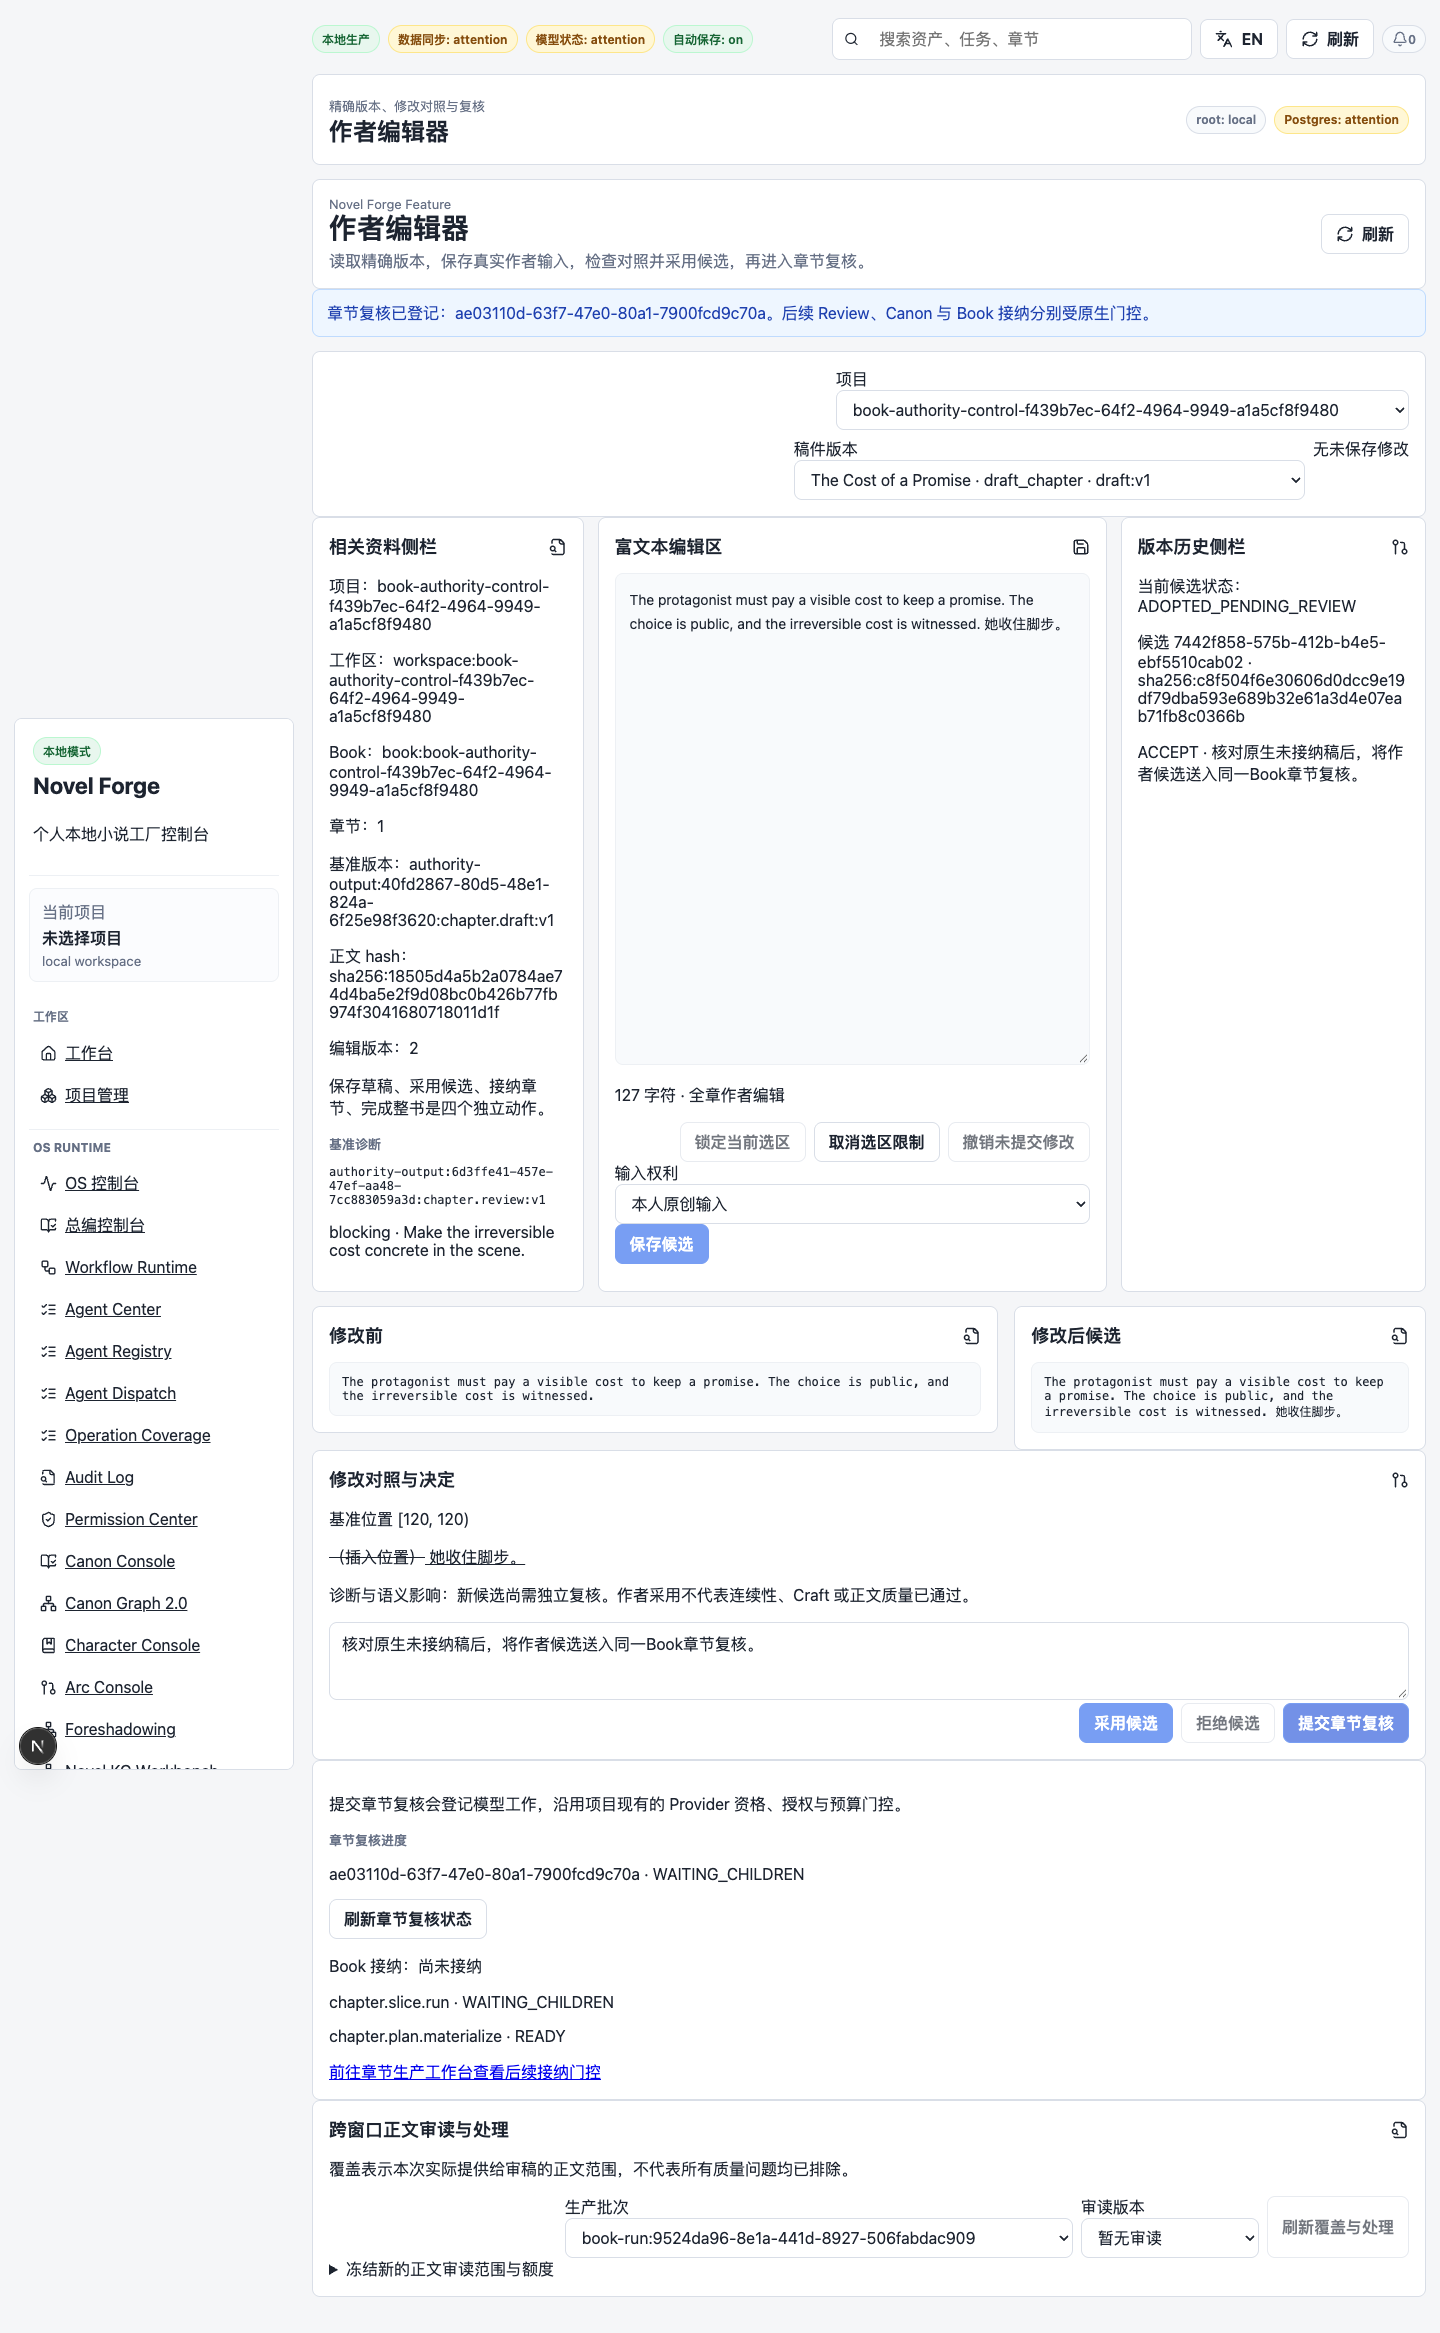 本地生产
数据同步: attention
模型状态: attention
自动保存: on
搜索资产、任务、章节
EN
刷新
0
精确版本、修改对照与复核
作者编辑器
root: local
Postgres: attention
Novel Forge Feature
作者编辑器
读取精确版本，保存真实作者输入，检查对照并采用候选，再进入章节复核。
刷新
章节复核已登记：ae03110d-63f7-47e0-80a1-7900fcd9c70a。后续 Review、Canon 与 Book 接纳分别受原生门控。
项目
book-authority-control-f439b7ec-64f2-4964-9949-a1a5cf8f9480
稿件版本
The Cost of a Promise · draft_chapter · draft:v1
无未保存修改
相关资料侧栏
项目：book-authority-control-
f439b7ec-64f2-4964-9949-
a1a5cf8f9480
工作区：workspace:book-
authority-control-f439b7ec-
64f2-4964-9949-
a1a5cf8f9480
Book：book:book-authority-
control-f439b7ec-64f2-4964-
9949-a1a5cf8f9480
章节：1
基准版本：authority-
output:40fd2867-80d5-48e1-
824a-
6f25e98f3620:chapter.draft:v1
正文 hash：
sha256:18505d4a5b2a0784ae7
4d4ba5e2f9d08bc0b426b77fb
974f3041680718011d1f
编辑版本：2
保存草稿、采用候选、接纳章
节、完成整书是四个独立动作。
基准诊断
authority-output:6d3ffe41-457e-
47ef-aa48-
7cc883059a3d:chapter.review:v1
blocking · Make the irreversible
cost concrete in the scene.
富文本编辑区
The protagonist must pay a visible cost to keep a promise. The
choice is public, and the irreversible cost is witnessed. 她收住脚步。
127 字符 · 全章作者编辑
锁定当前选区
取消选区限制
撤销未提交修改
输入权利
本人原创输入
保存候选
版本历史侧栏
当前候选状态：
ADOPTED_PENDING_REVIEW
候选 7442f858-575b-412b-b4e5-
ebf5510cab02 ·
sha256:c8f504f6e30606d0dcc9e19
df79dba593e689b32e61a3d4e07ea
b71fb8c0366b
ACCEPT · 核对原生未接纳稿后，将作
者候选送入同一Book章节复核。
本地模式
Novel Forge
个人本地小说工厂控制台
当前项目
未选择项目
local workspace
工作区
工作台
项目管理
OS RUNTIME
OS 控制台
总编控制台
Workflow Runtime
Agent Center
Agent Registry
Agent Dispatch
Operation Coverage
Audit Log
Permission Center
Canon Console
Canon Graph 2.0
Character Console
Arc Console
Foreshadowing
N
修改前
The protagonist must pay a visible cost to keep a promise. The choice is public, and
the irreversible cost is witnessed.
修改后候选
The protagonist must pay a visible cost to keep
a promise. The choice is public, and the
irreversible cost is witnessed. 她收住脚步。
修改对照与决定
基准位置 [120, 120)
（插入位置） 她收住脚步。
诊断与语义影响：新候选尚需独立复核。作者采用不代表连续性、Craft 或正文质量已通过。
核对原生未接纳稿后，将作者候选送入同一Book章节复核。
采用候选
拒绝候选
提交章节复核
提交章节复核会登记模型工作，沿用项目现有的 Provider 资格、授权与预算门控。
章节复核进度
ae03110d-63f7-47e0-80a1-7900fcd9c70a · WAITING_CHILDREN
刷新章节复核状态
Book 接纳：尚未接纳
chapter.slice.run · WAITING_CHILDREN
chapter.plan.materialize · READY
前往章节生产工作台查看后续接纳门控
跨窗口正文审读与处理
覆盖表示本次实际提供给审稿的正文范围，不代表所有质量问题均已排除。
生产批次
book-run:9524da96-8e1a-441d-8927-506fabdac909
审读版本
暂无审读
刷新覆盖与处理
冻结新的正文审读范围与额度